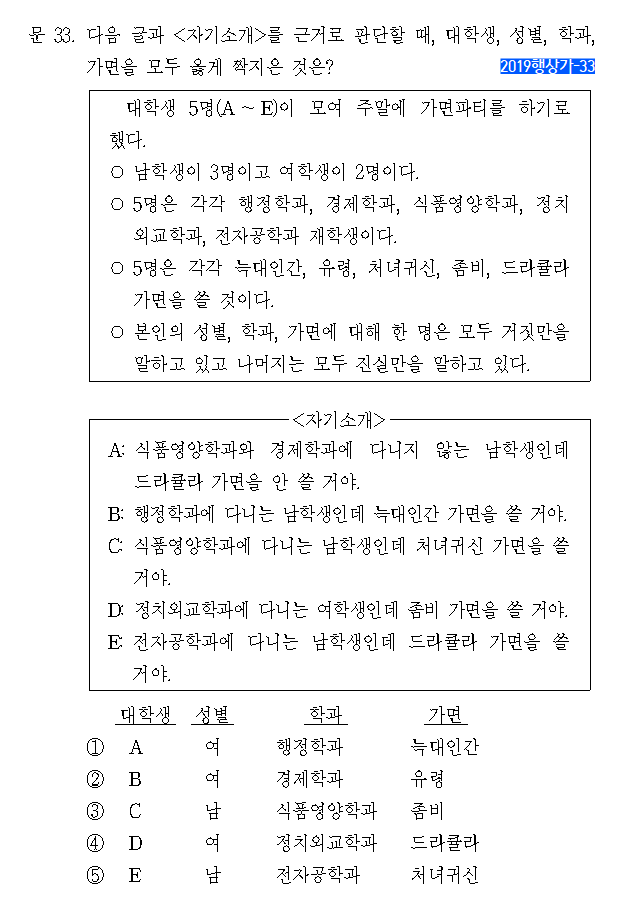 문 33. 다음 글과 <자기소개>를 근거로 판단할 때, 대학생, 성별, 학과,
가면을 모두 옳게 짝지은 것은?
2019행상가-33
대학생 5명(A ~ E)이 모여 주말에 가면파티를 하기로
했다.
○ 남학생이 3명이고 여학생이 2명이다.
○ 5명은 각각 행정학과, 경제학과, 식품영양학과, 정치
외교학과, 전자공학과 재학생이다.
○ 5명은 각각 늑대인간, 유령, 처녀귀신, 좀비, 드라큘라
가면을 쓸 것이다.
○ 본인의 성별, 학과, 가면에 대해 한 명은 모두 거짓만을
말하고 있고 나머지는 모두 진실만을 말하고 있다.
<자기소개>
A: 식품영양학과와 경제학과에 다니지 않는 남학생인데
드라큘라 가면을 안 쓸 거야.
B: 행정학과에 다니는 남학생인데 늑대인간 가면을 쓸 거야.
C: 식품영양학과에 다니는 남학생인데 처녀귀신 가면을 쓸
거야.
D: 정치외교학과에 다니는 여학생인데 좀비 가면을 쓸 거야.
E: 전자공학과에 다니는 남학생인데 드라큘라 가면을 쓸
거야.
대학생 성별 학과 가면
① A 여 행정학과 늑대인간
② B 여 경제학과 유령
③ C 남 식품영양학과 좀비
④ D 여 정치외교학과 드라큘라
⑤ E 남 전자공학과 처녀귀신